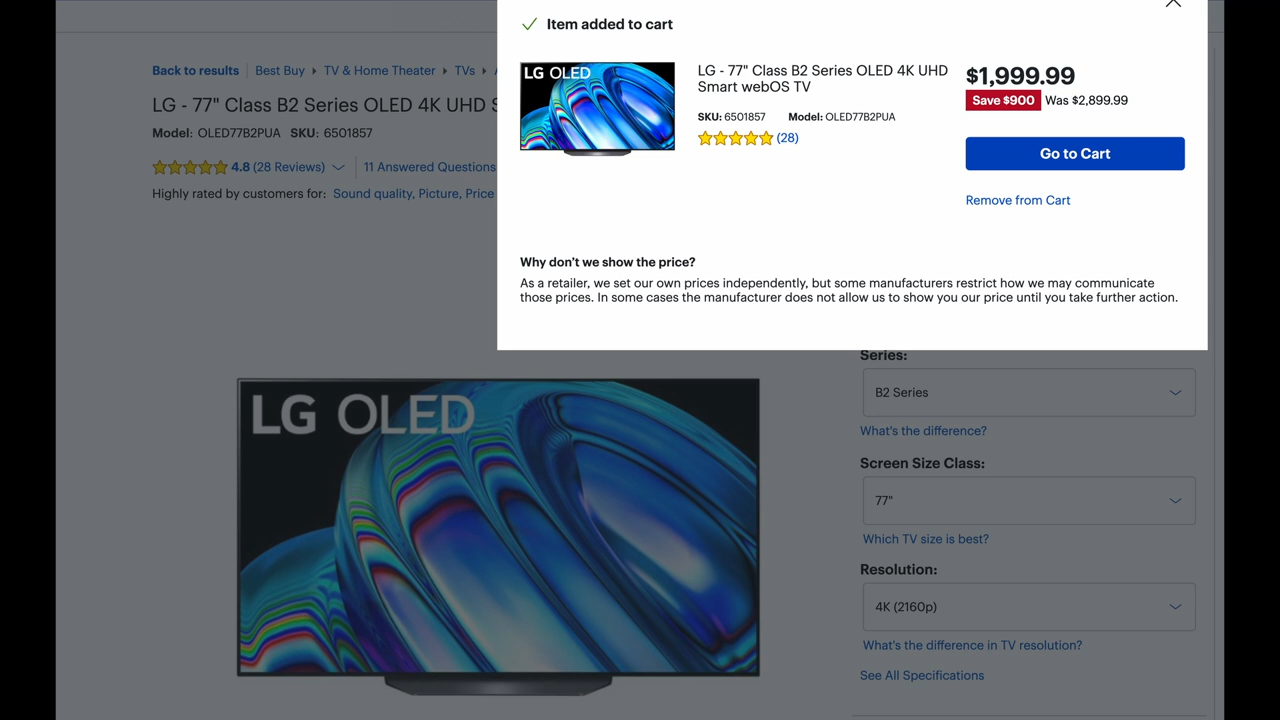 Item added to cart
LG OLED
LG - 77" Class B2 Series OLED 4K UHD
Smart webOS TV
SKU: 6501857 Model: OLED77B2PUA
(28)
$1,999.99
Save $900 Was $2,899.99
Go to Cart
Remove from Cart
Why don't we show the price?
As a retailer, we set our own prices independently, but some manufacturers restrict how we may communicate
those prices. In some cases the manufacturer does not allow us to show you our price until you take further action.
Back to results Best Buy TV & Home Theater TVs
LG - 77" Class B2 Series OLED 4K UHD
Model: OLED77B2PUA SKU: 6501857
4.8 (28 Reviews) 11 Answered Questions
Highly rated by customers for: Sound quality, Picture, Price
LG OLED
Series:
B2 Series
What's the difference?
Screen Size Class:
77"
Which TV size is best?
Resolution:
4K (2160p)
What's the difference in TV resolution?
See All Specifications